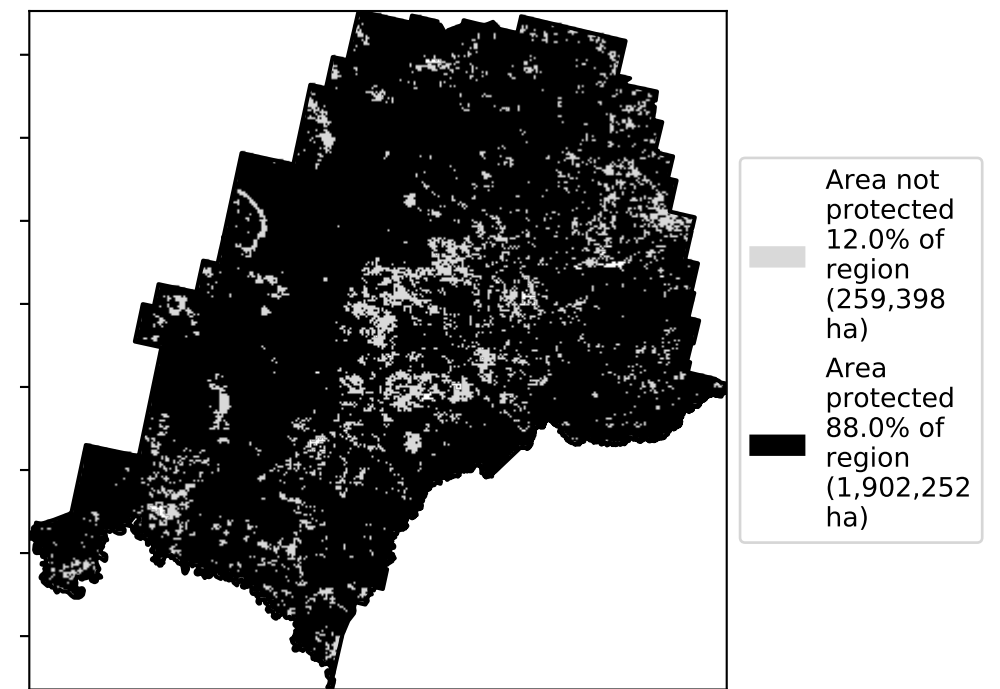 Area not
protected
12.0% of
region
(259,398
ha)
Area
protected
88.0% of
region
(1,902,252
ha)